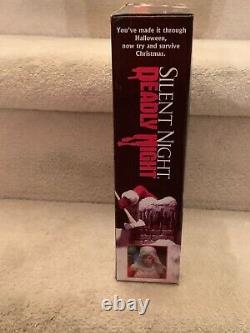 You've made it through
Halloween,
now try and survive
Christmas.
SILENT NIGHT,
DEADLY NIGHT